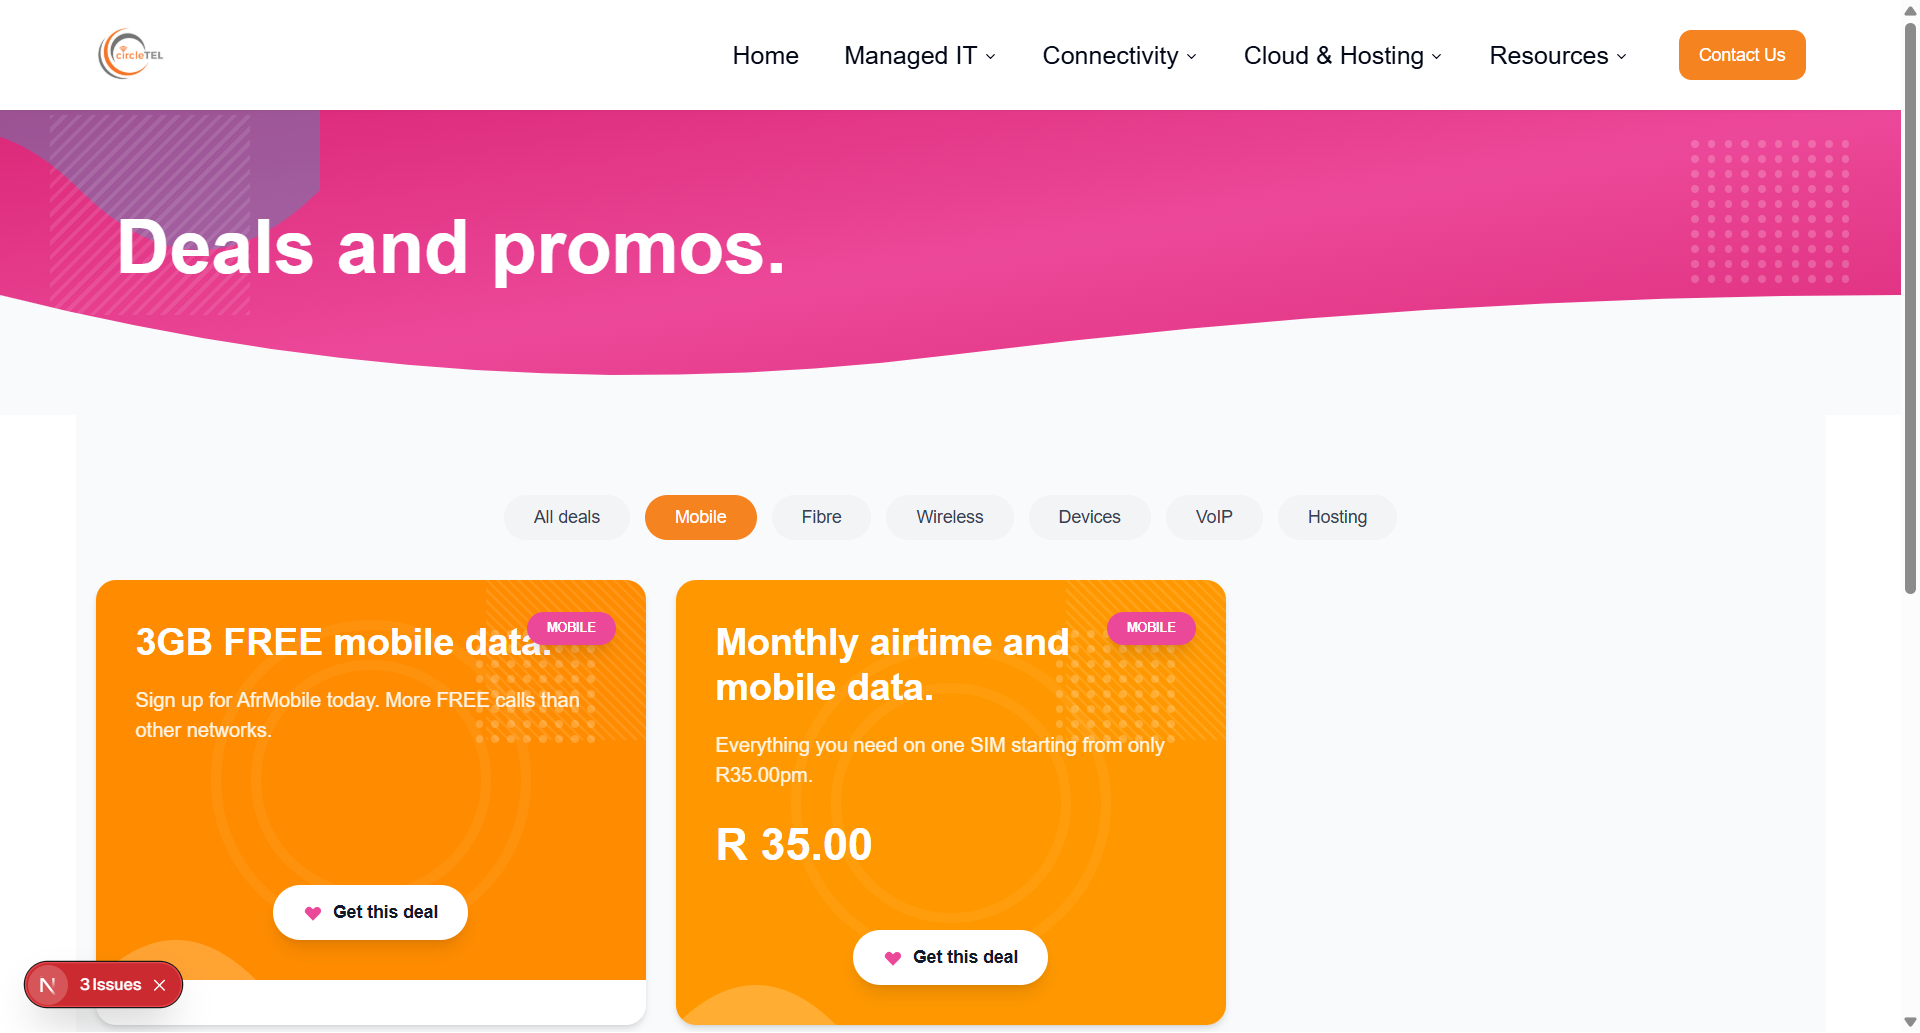 circleTEL
Home
Managed IT
Connectivity
Cloud & Hosting
Resources
Contact Us
Deals and promos.
All deals
Mobile
Fibre
Wireless
Devices
VoIP
Hosting
3GB FREE mobile data.
MOBILE
Sign up for AfrMobile today. More FREE calls than
other networks.
Get this deal
Monthly airtime and
mobile data.
MOBILE
Everything you need on one SIM starting from only
R35.00pm.
R 35.00
Get this deal
N
3 Issues